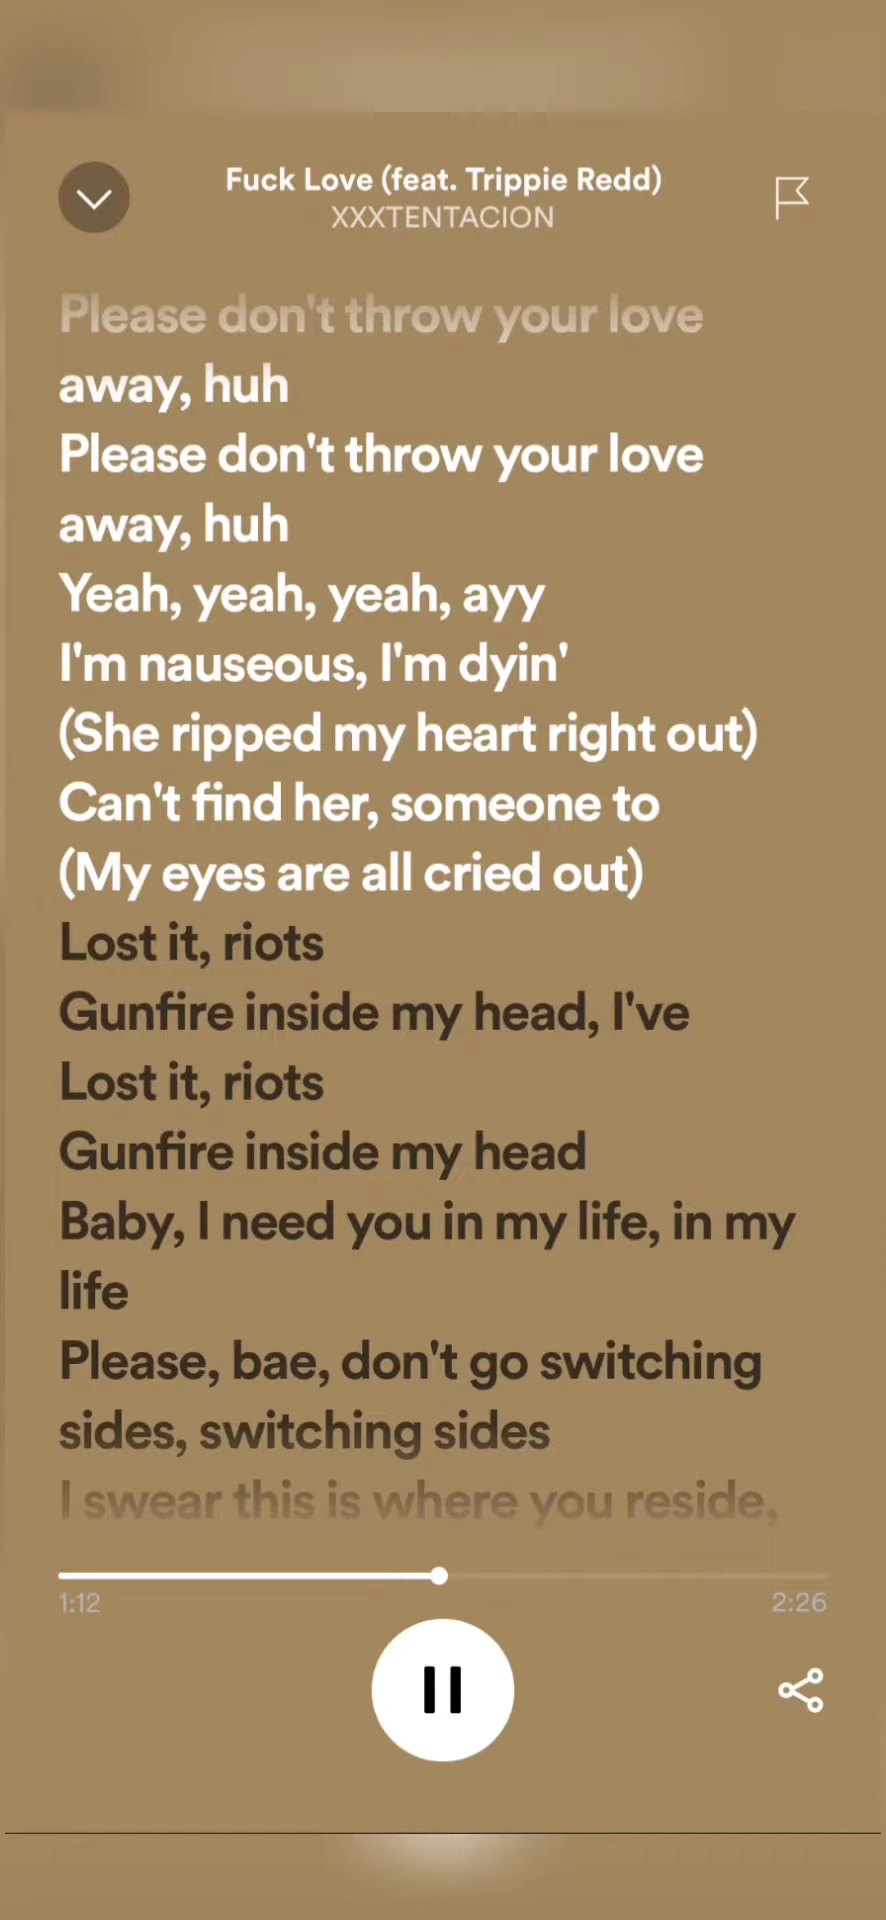 Fuck Love (feat. Trippie Redd)
XXXTENTACION
Please don't throw your love
away, huh
Please don't throw your love
away, huh
Yeah, yeah, yeah, ayy
I'm nauseous, I'm dyin'
(She ripped my heart right out)
Can't find her, someone to
(My eyes are all cried out)
Lost it, riots
Gunfire inside my head, I've
Lost it, riots
Gunfire inside my head
Baby, I need you in my life, in my
life
Please, bae, don't go switching
sides, switching sides
I swear this is where you reside,
1:12
2:26